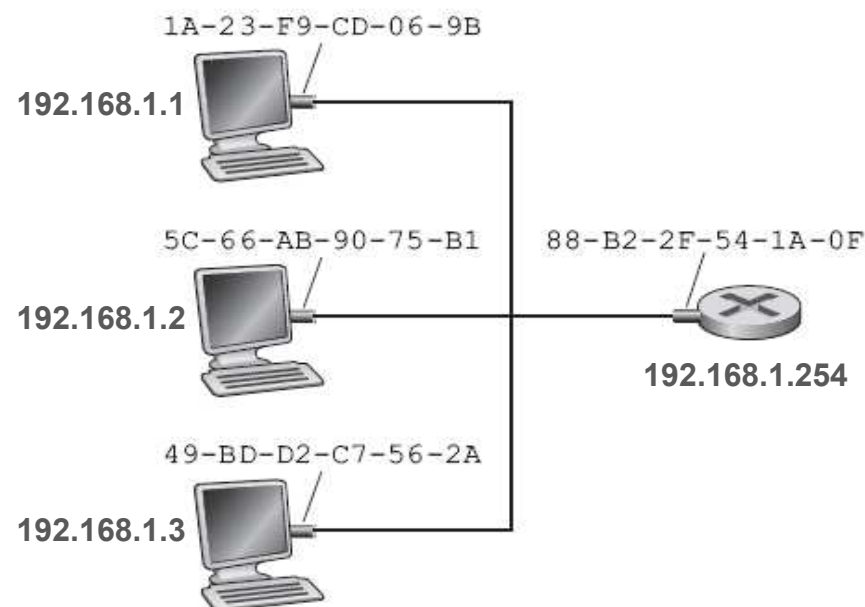 1A-23-F9-CD-06-9B
192.168.1.1
5C-66-AB-90-75-B1
88-B2-2F-54-1A-0F
192.168.1.2
192.168.1.254
49-BD-D2-C7-56-2A
192.168.1.3